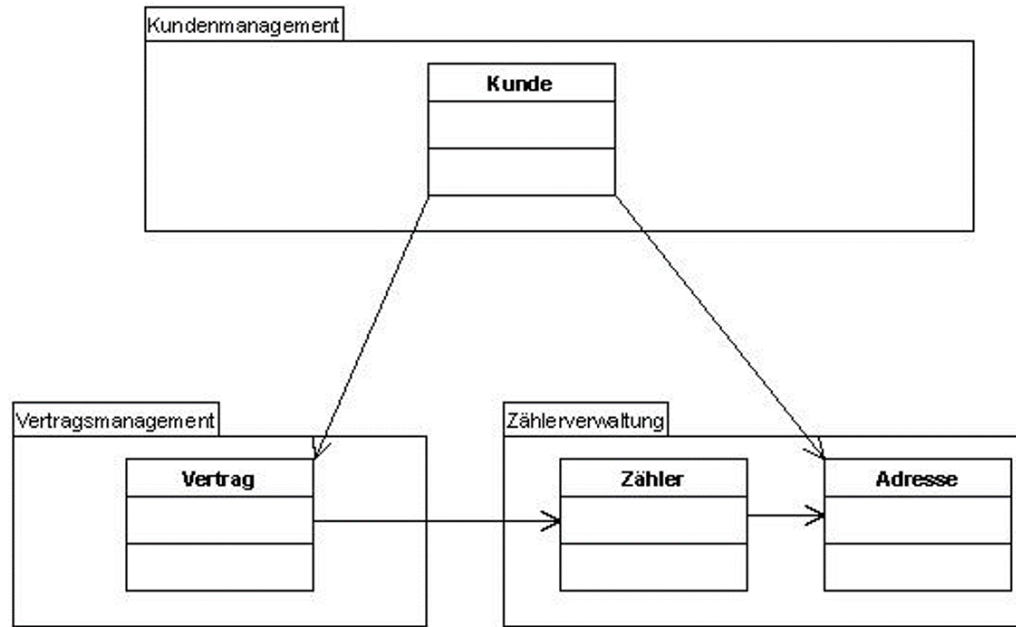 Kundenmanagement
Kunde
Vertragsmanagement
Zählerverwaltung
Vertrag
Zähler
Adresse